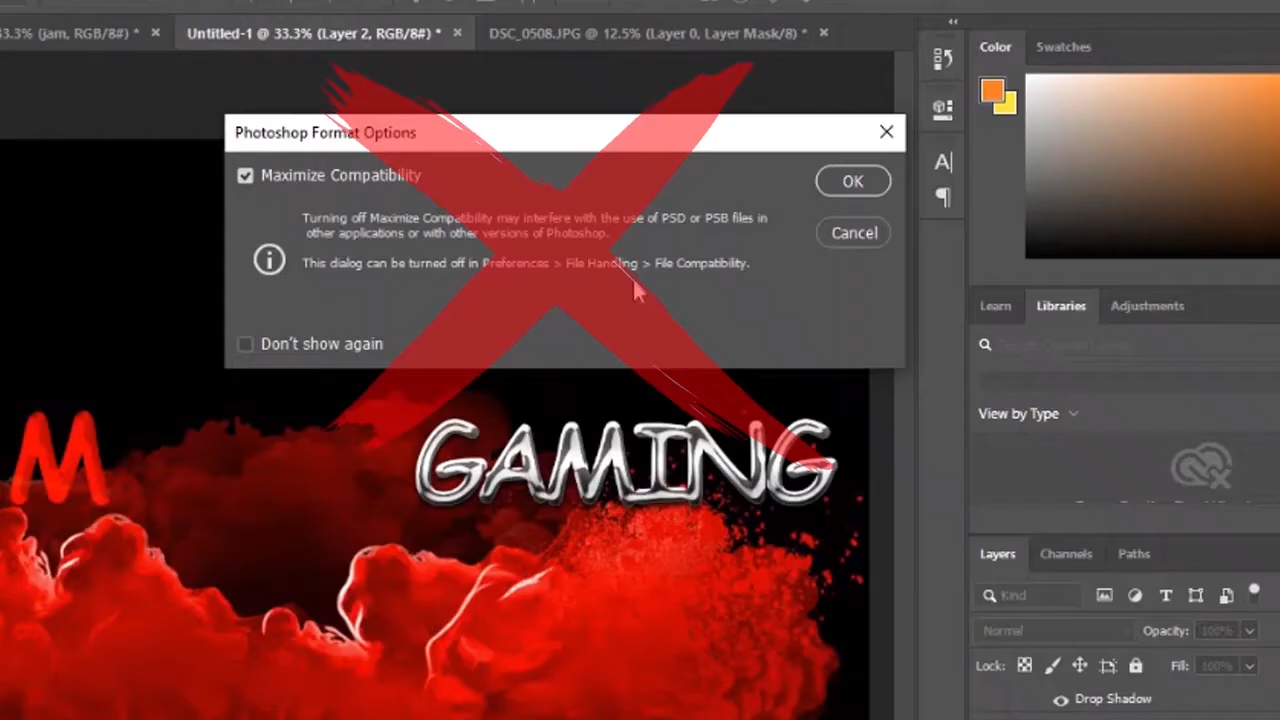 33.3% (jam, RGB/8#) *
Untitled-1 @ 33.3% (Layer 2, RGB/8#) *
DSC_0508.JPG @ 12.5% (Layer 0, Layer Mask/8) *
Color
Swatches
Photoshop Format Options
Maximize Compatibility
OK
Turning off Maximize Compatibility may interfere with the use of PSD or PSB files in
other applications or with other versions of Photoshop.
Cancel
This dialog can be turned off in Preferences > File Handling > File Compatibility.
Don't show again
Learn
Libraries
Adjustments
View by Type
M
GAMING
Layers
Channels
Paths
Kind
Normal
Opacity: 100%
Lock:
Fill: 100%
Drop Shadow